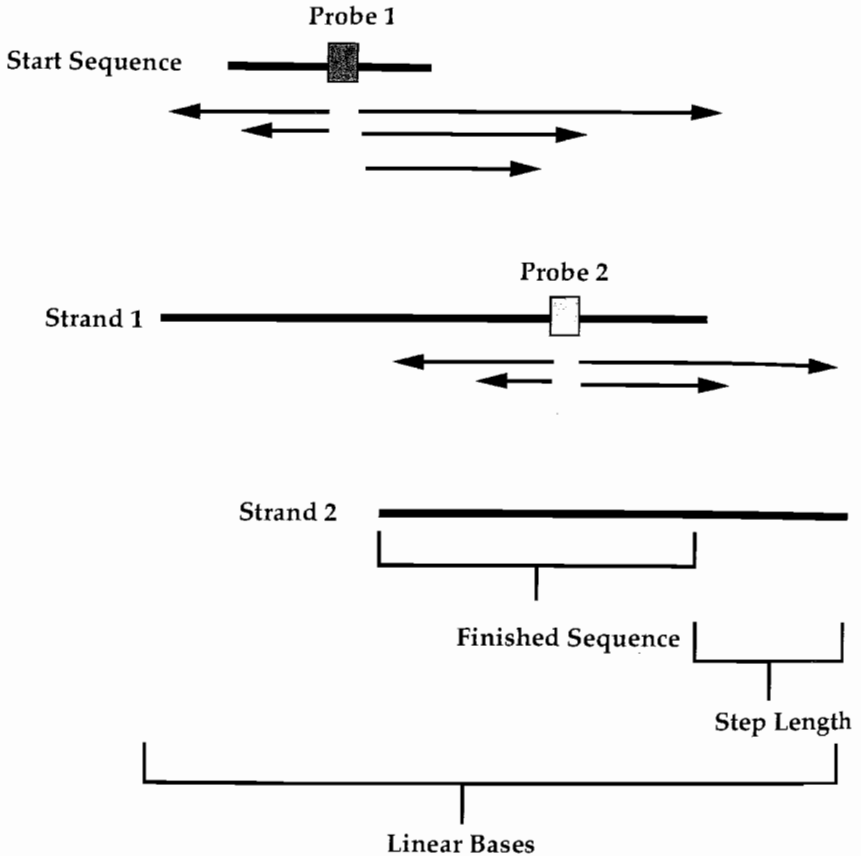 Probe 1
Start Sequence
Probe 2
Strand 1
Strand 2
Finished Sequence
Step Length
Linear Bases